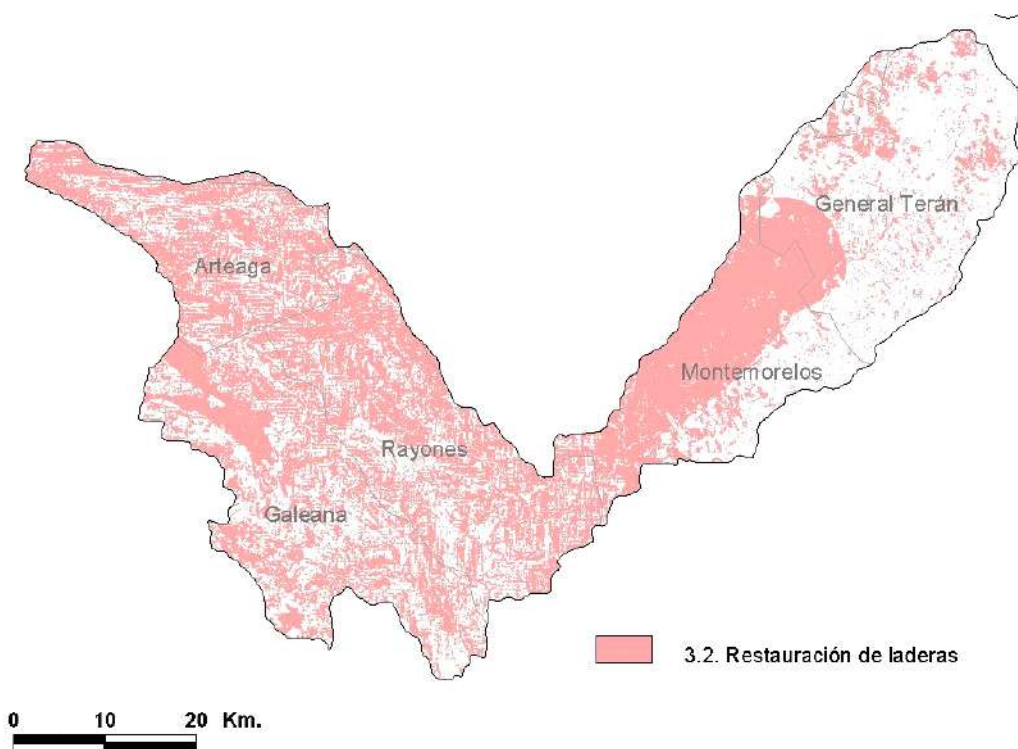 General Terán
Arteaga
Montemorelos
Rayones
Galeana
3.2. Restauración de laderas
0 10 20 Km.